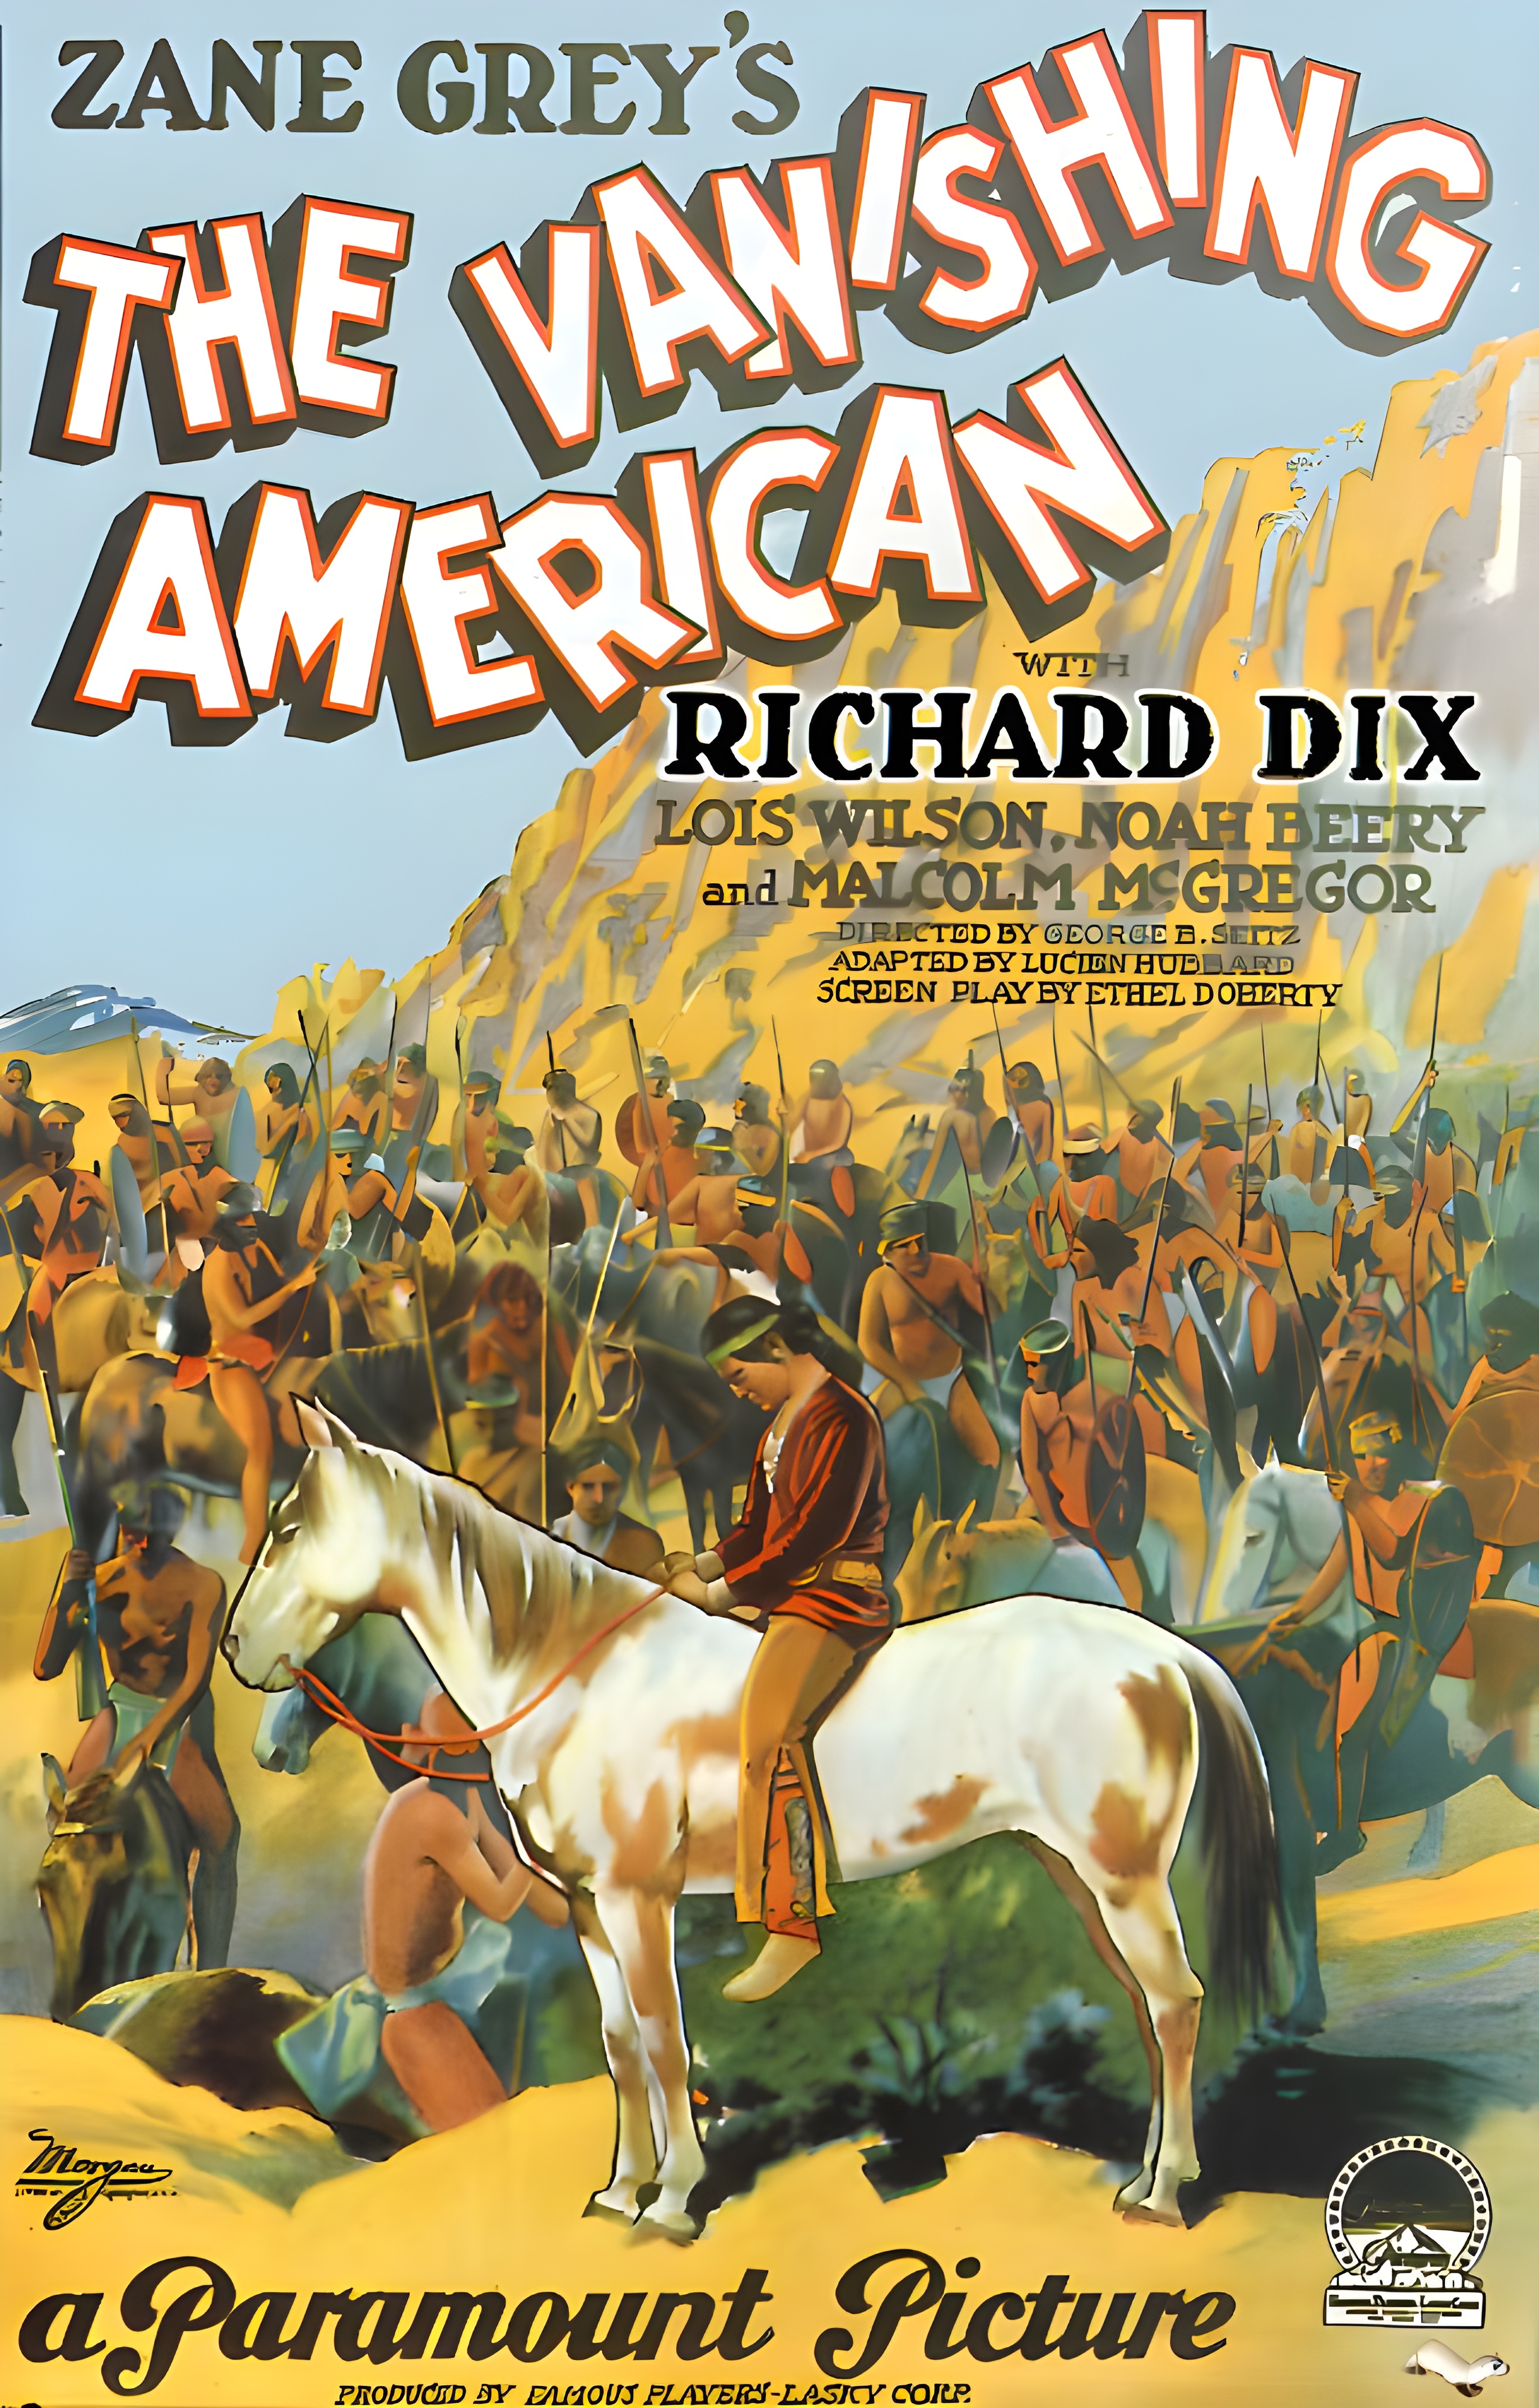 ZANE GREY'S
THE VANISHING
AMERICAN
WITH
RICHARD DIX
LOIS WILSON, NOAH BEERY
and MALCOLM McGREGOR
DIRECTED BY GEORGE B. SEITZ
ADAPTED BY LUCIEN HUBBARD
SCREEN PLAY BY ETHEL DOHERTY
Morgan
a Paramount Picture
PRODUCED BY FAMOUS PLAYERS-LASKY CORP.